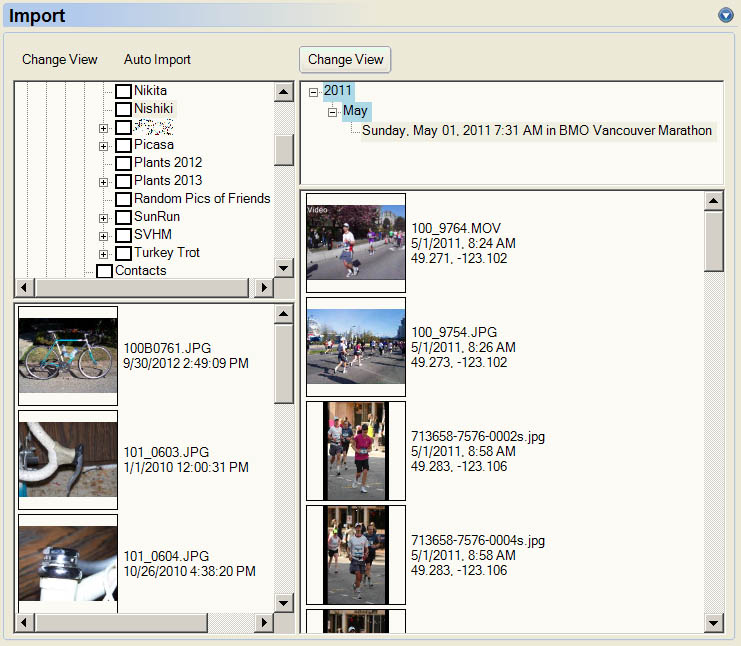 Import
Change View
Auto Import
Change View
Nikita
Nishiki
Picasa
Plants 2012
Plants 2013
Random Pics of Friends
SunRun
SVHM
Turkey Trot
Contacts
100B0761.JPG
9/30/2012 2:49:09 PM
101_0603.JPG
1/1/2010 12:00:31 PM
101_0604.JPG
10/26/2010 4:38:20 PM
2011
May
Sunday, May 01, 2011 7:31 AM in BMO Vancouver Marathon
Video
100_9764.MOV
5/1/2011, 8:24 AM
49.271, -123.102
100_9754.JPG
5/1/2011, 8:26 AM
49.273, -123.102
713658-7576-0002s.jpg
5/1/2011, 8:58 AM
49.283, -123.106
713658-7576-0004s.jpg
5/1/2011, 8:58 AM
49.283, -123.106